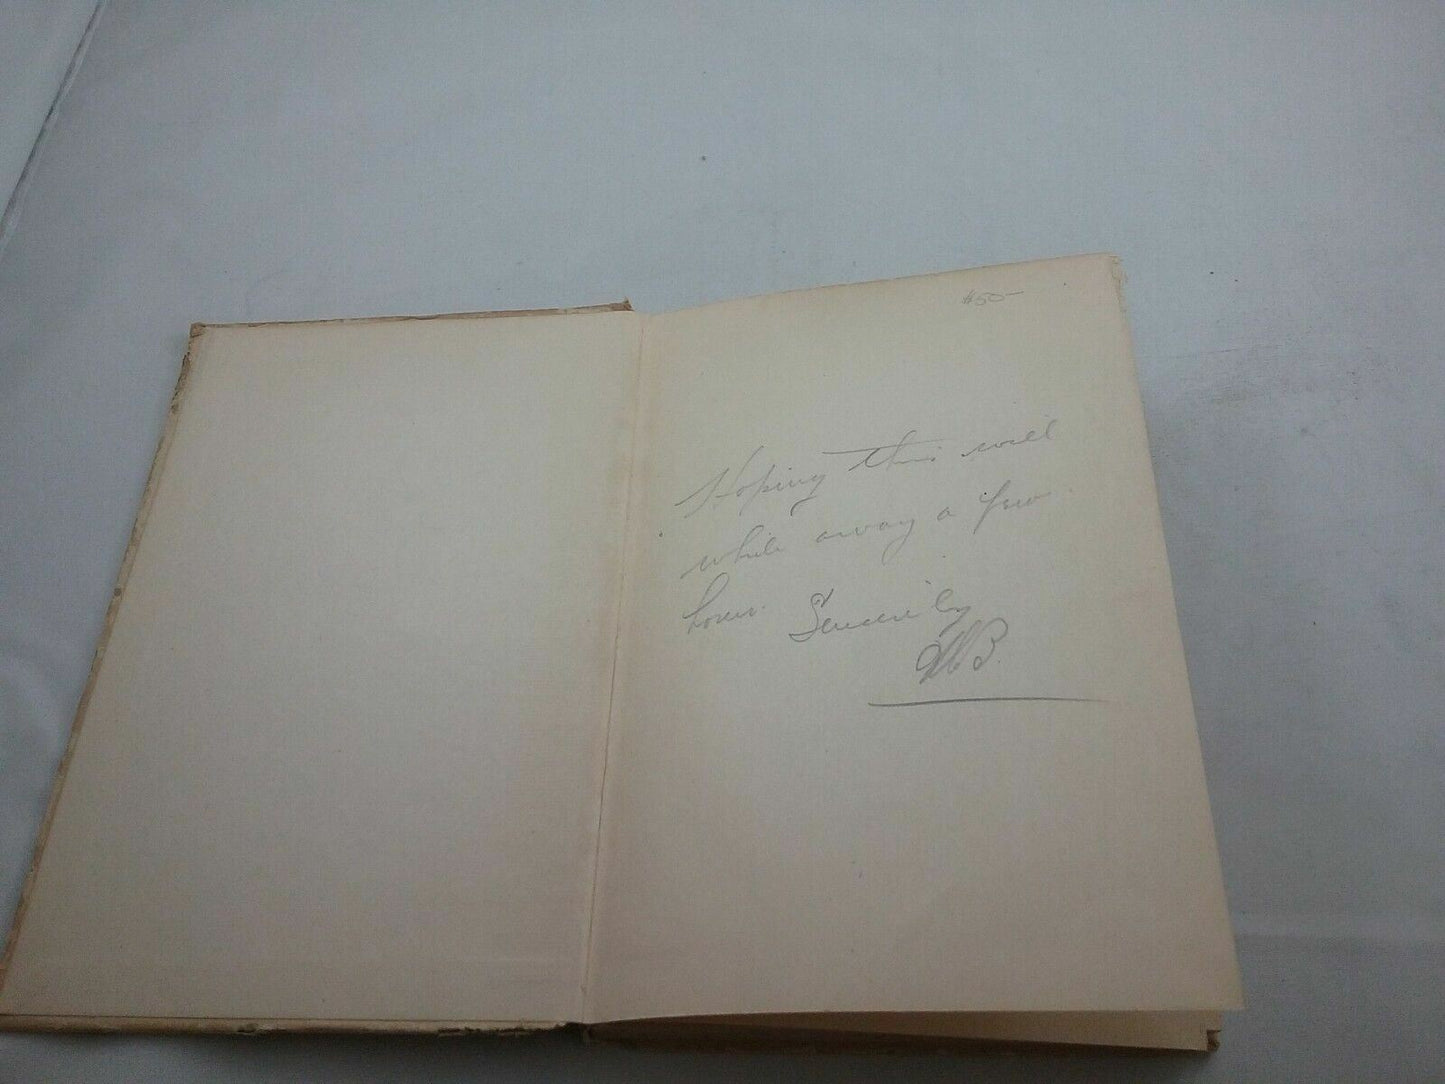 $50-
Hoping this will
while away a few
hours. Sincerely
B.